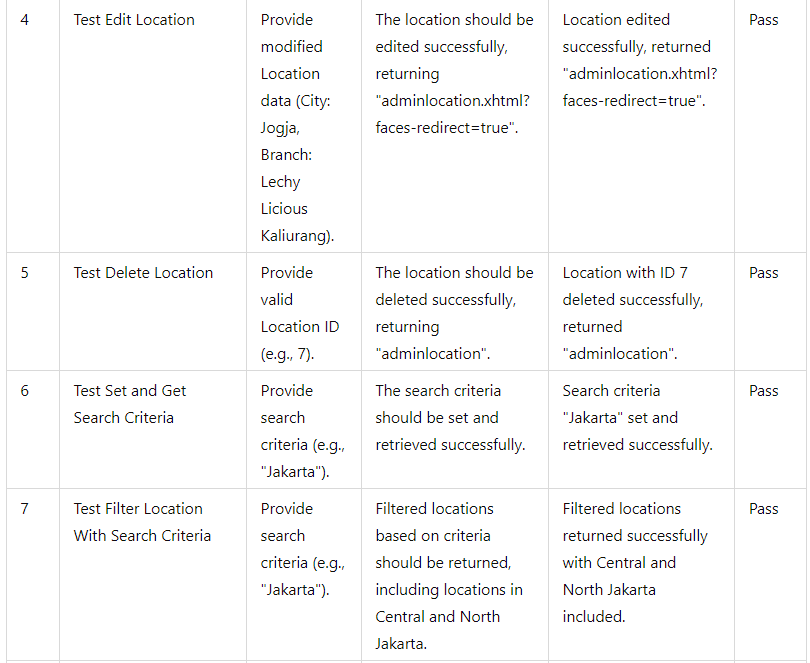 4
Test Edit Location
Provide
modified
Location
data (City:
Jogja,
Branch:
Lechy
Licious
Kaliurang).
The location should be
edited successfully,
returning
"adminlocation.xhtml?
faces-redirect=true".
Location edited
successfully, returned
"adminlocation.xhtml?
faces-redirect=true".
Pass
5
Test Delete Location
Provide
valid
Location ID
(e.g., 7).
The location should be
deleted successfully,
returning
"adminlocation".
Location with ID 7
deleted successfully,
returned
"adminlocation".
Pass
6
Test Set and Get
Search Criteria
Provide
search
criteria (e.g.,
"Jakarta").
The search criteria
should be set and
retrieved successfully.
Search criteria
"Jakarta" set and
retrieved successfully.
Pass
7
Test Filter Location
With Search Criteria
Provide
search
criteria (e.g.,
"Jakarta").
Filtered locations
based on criteria
should be returned,
including locations in
Central and North
Jakarta.
Filtered locations
returned successfully
with Central and
North Jakarta
included.
Pass